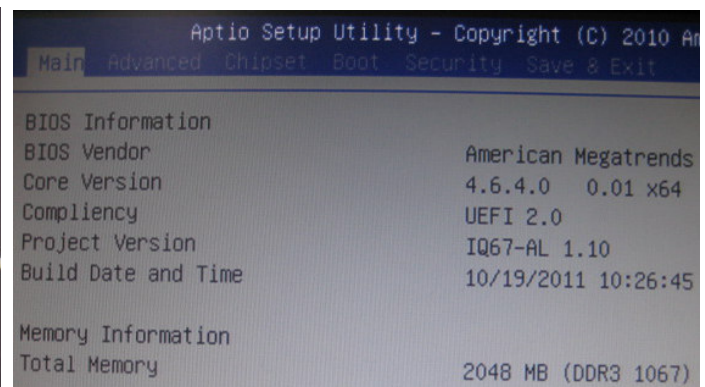 Aptio Setup Utility - Copyright (C) 2010 Am
Main Advanced Chipset Boot Security Save & Exit
BIOS Information
BIOS Vendor American Megatrends
Core Version 4.6.4.0 0.01 x64
Compliency UEFI 2.0
Project Version IQ67-AL 1.10
Build Date and Time 10/19/2011 10:26:45
Memory Information
Total Memory 2048 MB (DDR3 1067)